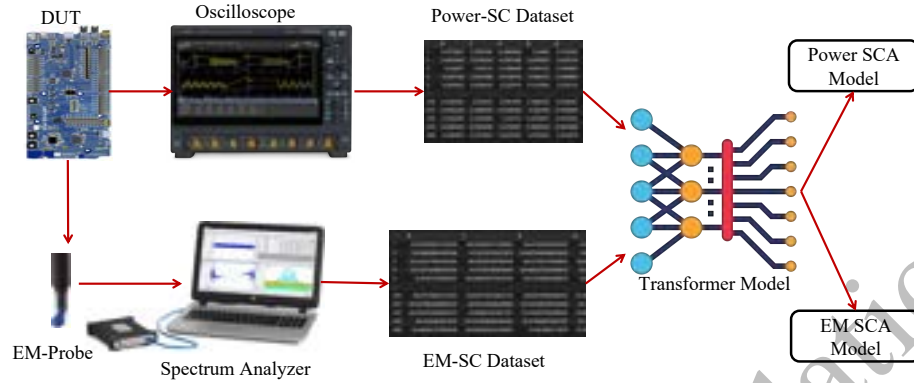 DUT
Oscilloscope
Power-SC Dataset
Power SCA
Model
Transformer Model
EM SCA
Model
EM-Probe
Spectrum Analyzer
EM-SC Dataset